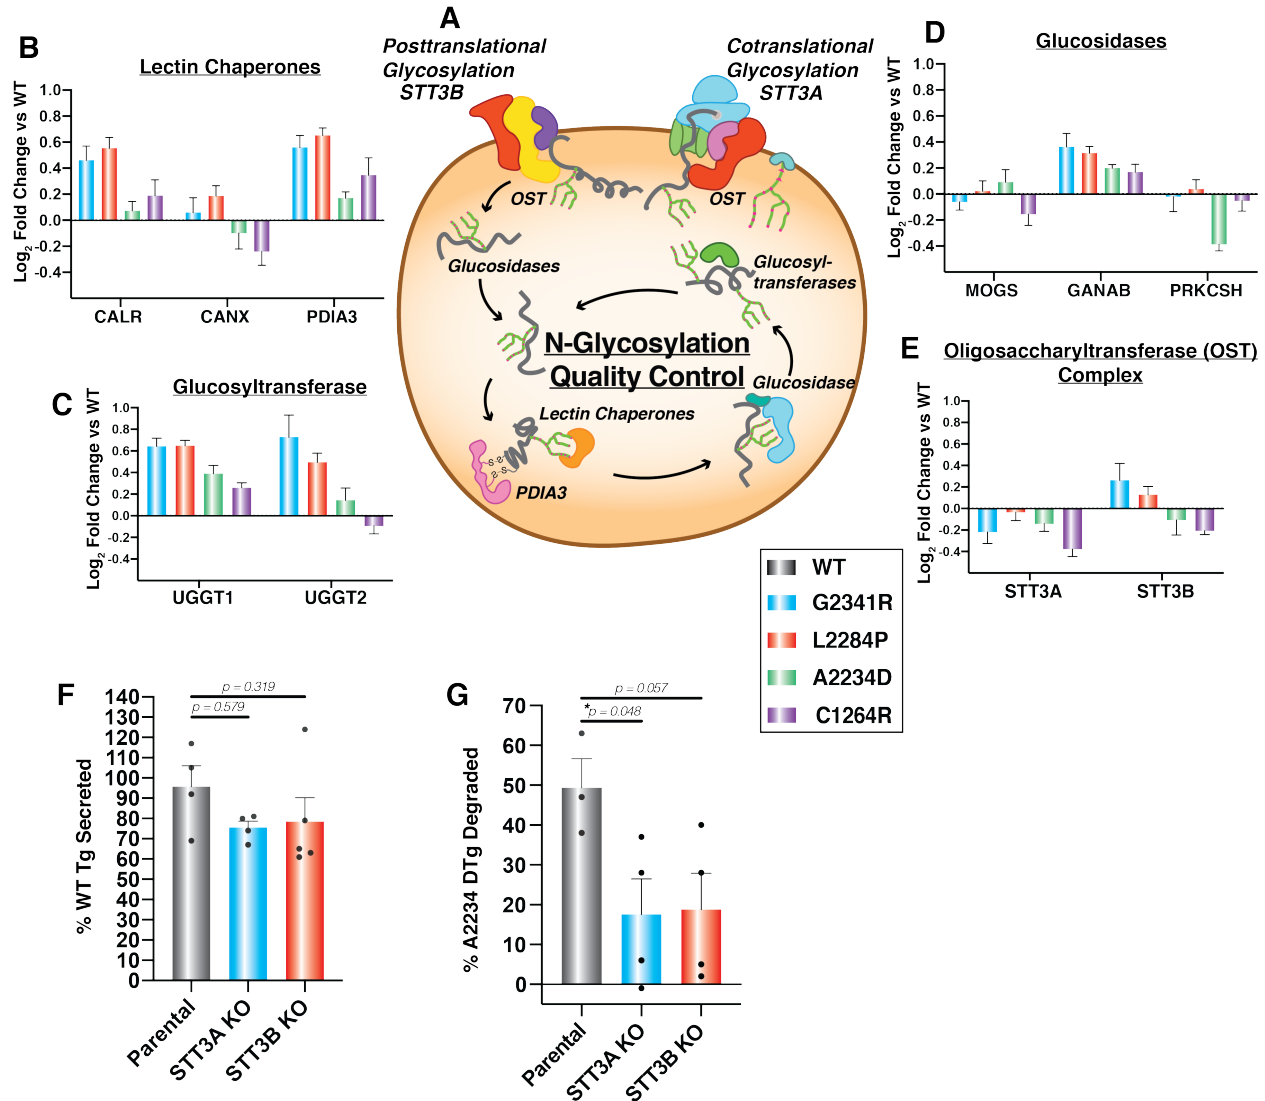 A
Posttranslational
Glycosylation
STT3B
Cotranslational
Glycosylation
STT3A
OST
OST
Glucosidases
Glucosyl-
transferases
N-Glycosylation
Quality Control
Glucosidase
Lectin Chaperones
S-S
S-S
PDIA3
B
Lectin Chaperones
Log2 Fold Change vs WT
1.0
0.8
0.6
0.4
0.2
0.0
-0.2
-0.4
CALR CANX PDIA3
C
Glucosyltransferase
Log2 Fold Change vs WT
1.0
0.8
0.6
0.4
0.2
0.0
-0.2
-0.4
UGGT1 UGGT2
D
Glucosidases
Log2 Fold Change vs WT
1.0
0.8
0.6
0.4
0.2
0.0
-0.2
-0.4
MOGS GANAB PRKCSH
E
Oligosaccharyltransferase (OST)
Complex
Log2 Fold Change vs WT
1.0
0.8
0.6
0.4
0.2
0.0
-0.2
-0.4
STT3A STT3B
WT
G2341R
L2284P
A2234D
C1264R
F
% WT Tg Secreted
140
130
120
110
100
90
80
70
60
50
40
30
20
10
0
p = 0.319
p = 0.579
Parental
STT3A KO
STT3B KO
G
% A2234 DTg Degraded
70
60
50
40
30
20
10
0
p = 0.057
*p = 0.048
Parental
STT3A KO
STT3B KO